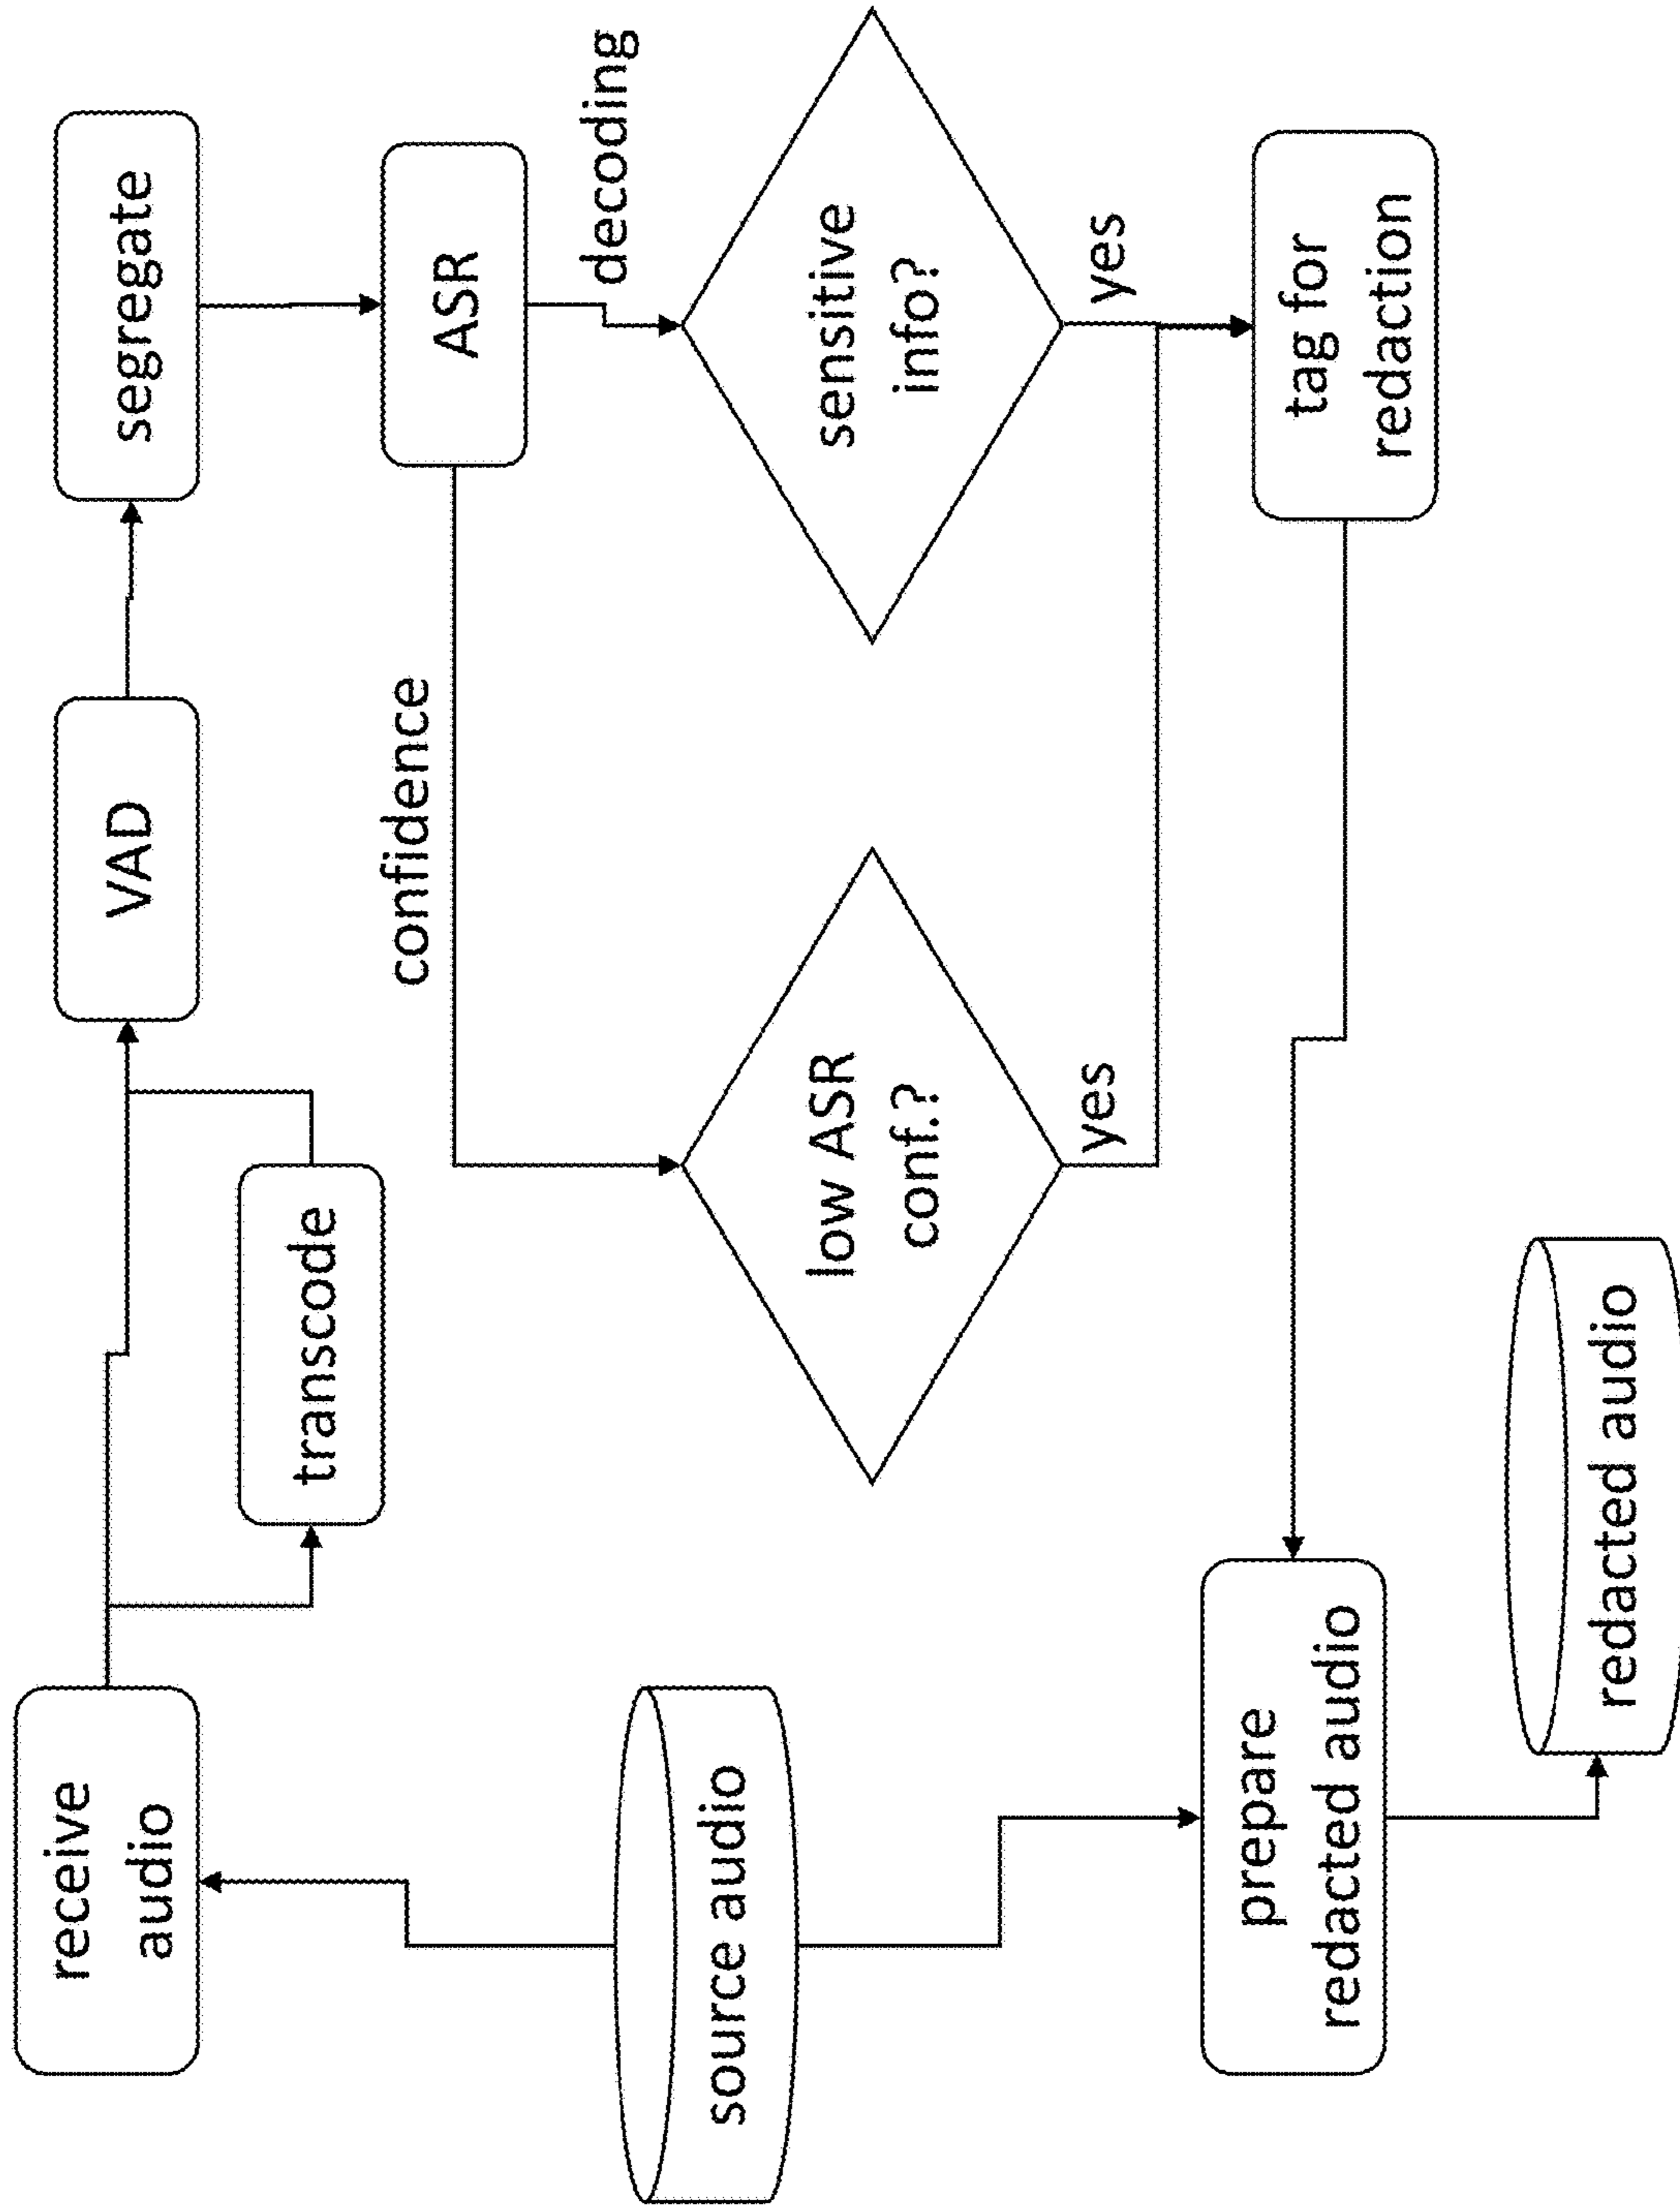 receive
audio
VAD
segregate
transcode
confidence
ASR
decoding
source audio
low ASR
conf.?
sensitive
info?
yes
yes
prepare
redacted audio
tag for
redaction
redacted audio